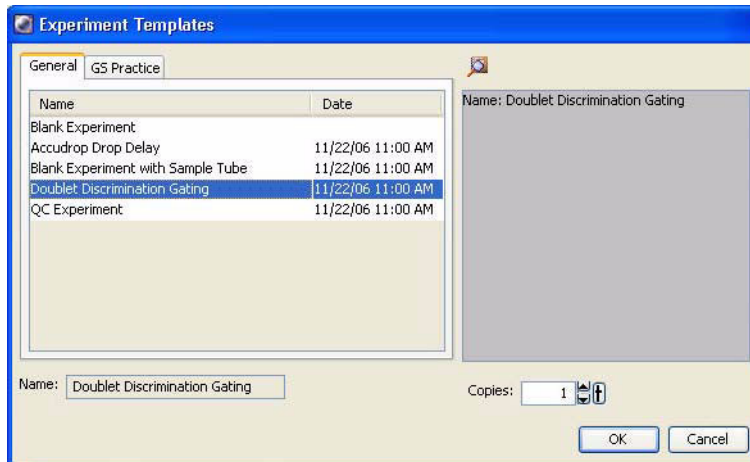 Experiment Templates
General GS Practice
Name Date
Blank Experiment
Accudrop Drop Delay 11/22/06 11:00 AM
Blank Experiment with Sample Tube 11/22/06 11:00 AM
Doublet Discrimination Gating 11/22/06 11:00 AM
QC Experiment 11/22/06 11:00 AM
Name: Doublet Discrimination Gating
Name: Doublet Discrimination Gating
Copies: 1
OK Cancel